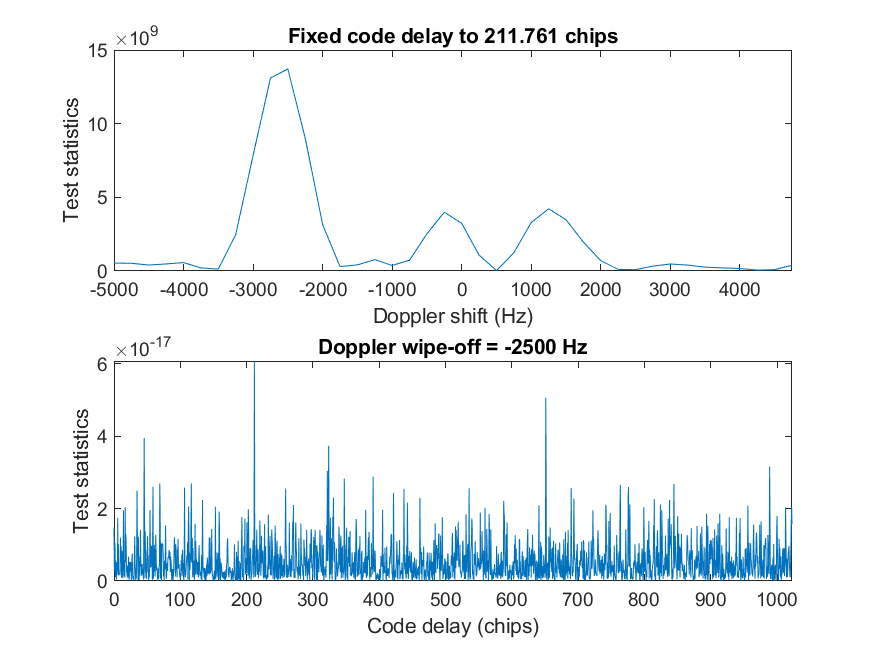 Fixed code delay to 211.761 chips
×10^9
15
10
5
0
Test statistics
-5000 -4000 -3000 -2000 -1000 0 1000 2000 3000 4000
Doppler shift (Hz)
Doppler wipe-off = -2500 Hz
×10^-17
6
4
2
0
Test statistics
0 100 200 300 400 500 600 700 800 900 1000
Code delay (chips)